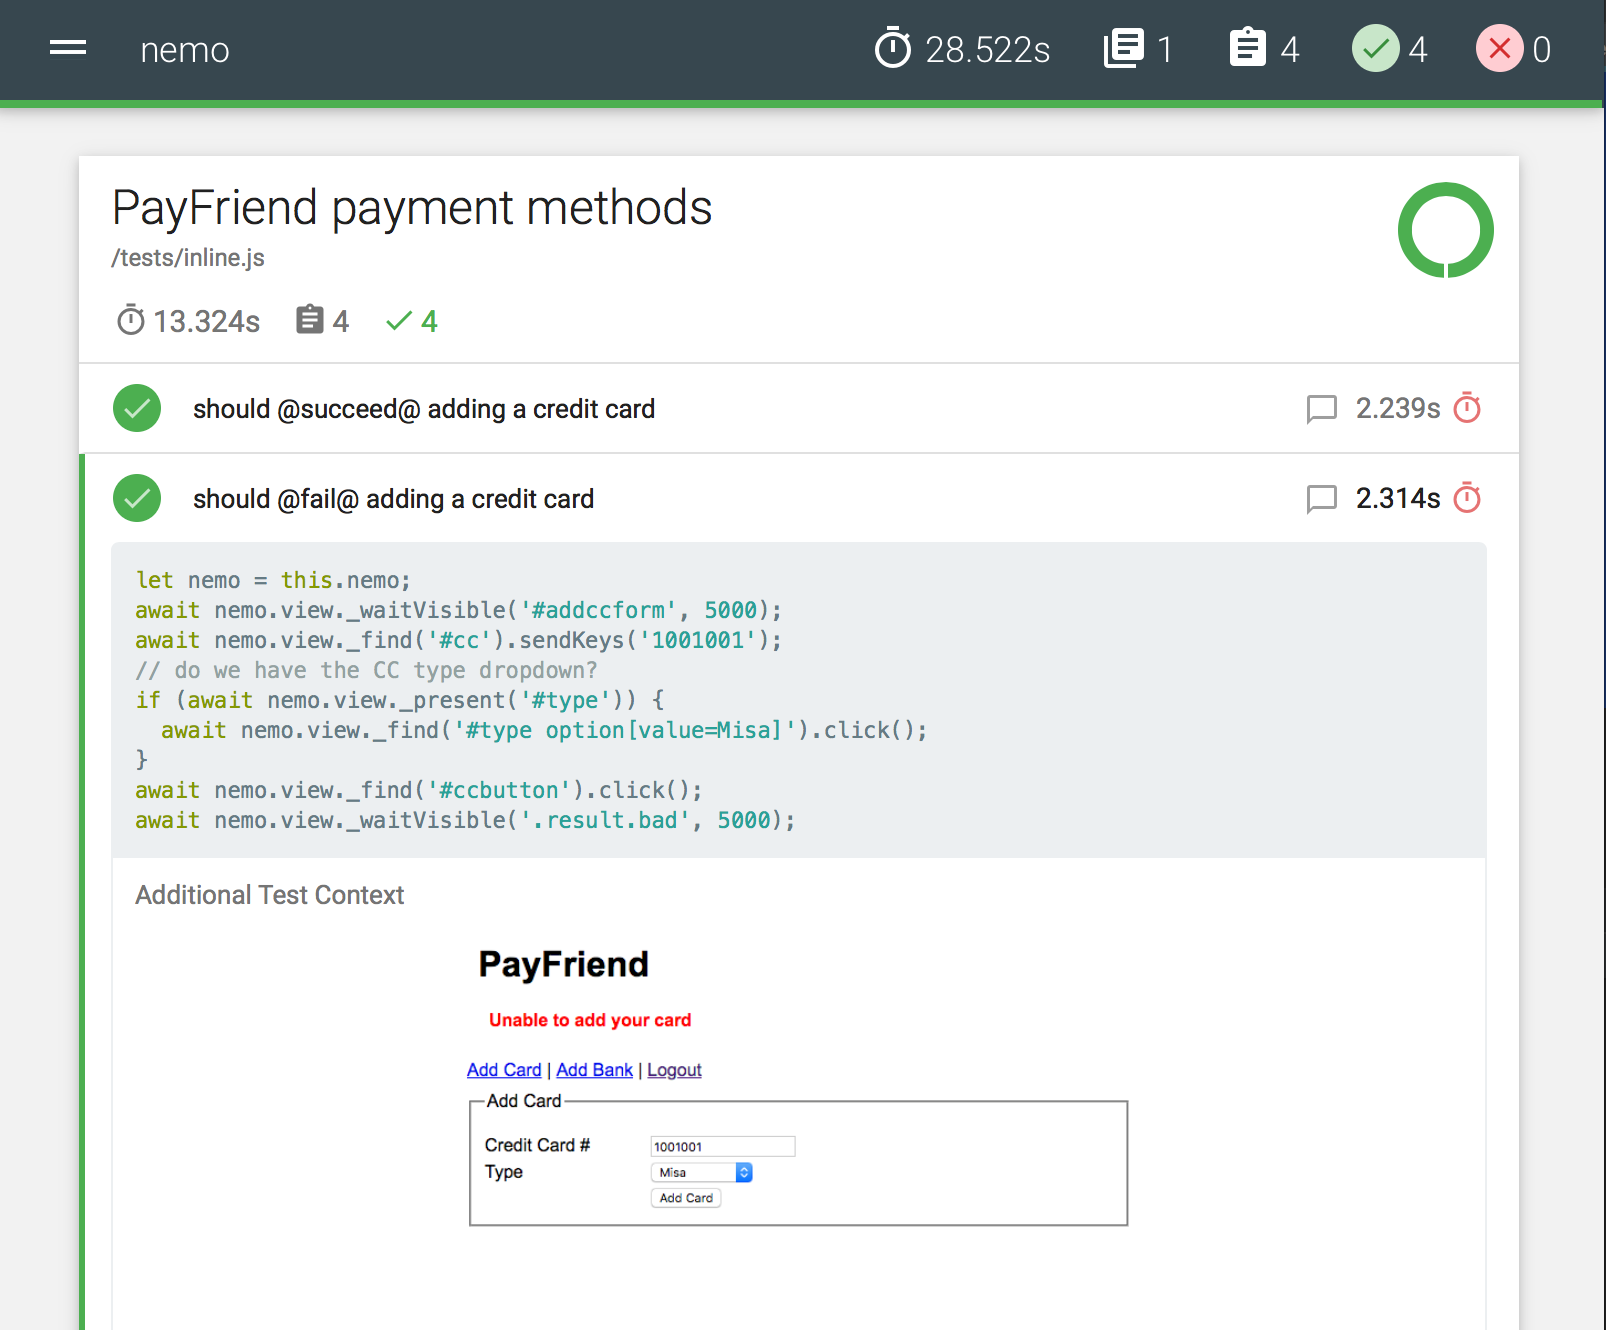 nemo 28.522s 1 4 4 0
PayFriend payment methods
/tests/inline.js
13.324s 4 4
should @succeed@ adding a credit card 2.239s
should @fail@ adding a credit card 2.314s
let nemo = this.nemo;
await nemo.view._waitVisible('#addccform', 5000);
await nemo.view._find('#cc').sendKeys('1001001');
// do we have the CC type dropdown?
if (await nemo.view._present('#type')) {
  await nemo.view._find('#type option[value=Misa]').click();
}
await nemo.view._find('#ccbutton').click();
await nemo.view._waitVisible('.result.bad', 5000);
Additional Test Context
PayFriend
Unable to add your card
Add Card | Add Bank | Logout
Add Card
Credit Card # 1001001
Type Misa
Add Card